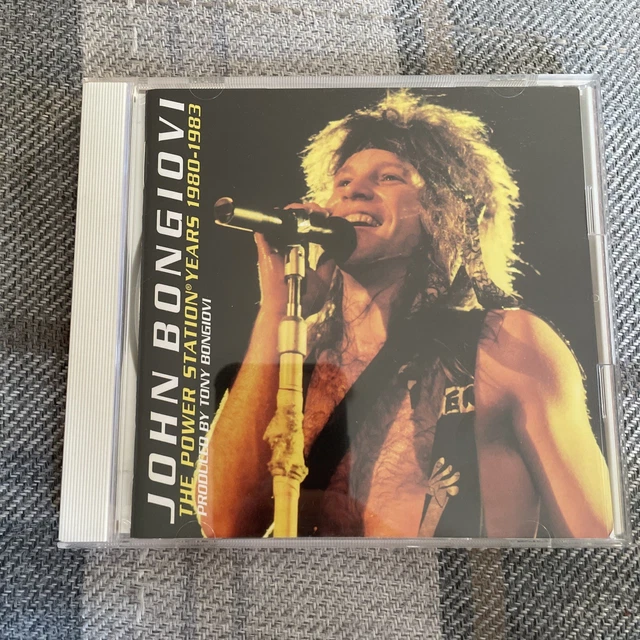 JOHN BONGIOVI
THE POWER STATION® YEARS 1980-1983
PRODUCED BY TONY BONGIOVI